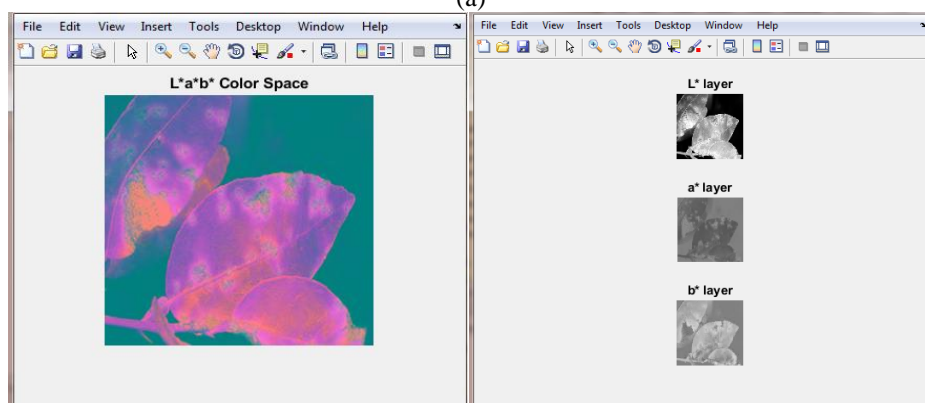 (a)
File Edit View Insert Tools Desktop Window Help
L*a*b* Color Space
File Edit View Insert Tools Desktop Window Help
L* layer
a* layer
b* layer